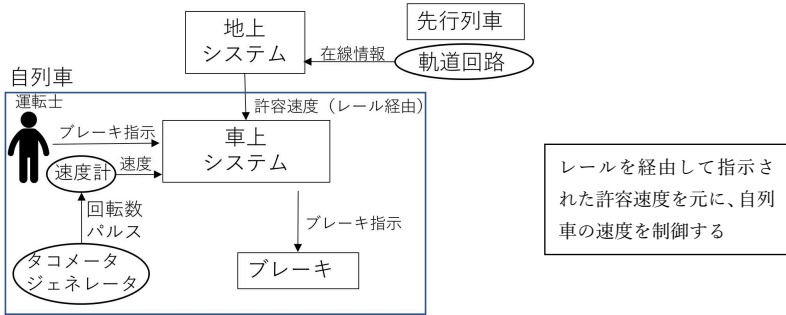 先行列車
地上
システム
在線情報
軌道回路
自列車
運転士
許容速度（レール経由）
ブレーキ指示
車上
システム
速度計
速度
回転数
パルス
ブレーキ指示
タコメータ
ジェネレータ
ブレーキ
レールを経由して指示さ
れた許容速度を元に、自列
車の速度を制御する